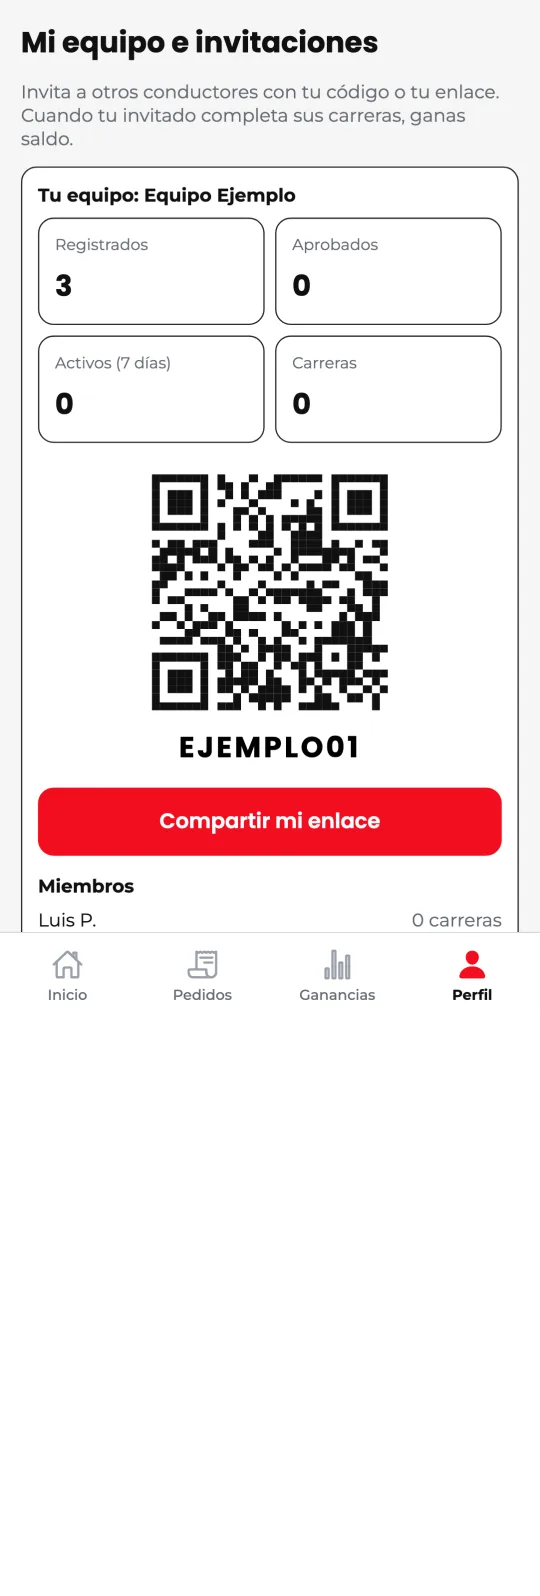 Mi equipo e invitaciones
Invita a otros conductores con tu código o tu enlace.
Cuando tu invitado completa sus carreras, ganas
saldo.
Tu equipo: Equipo Ejemplo
Registrados
3
Aprobados
0
Activos (7 días)
0
Carreras
0
EJEMPLO01
Compartir mi enlace
Miembros
Luis P. 0 carreras
Inicio
Pedidos
Ganancias
Perfil